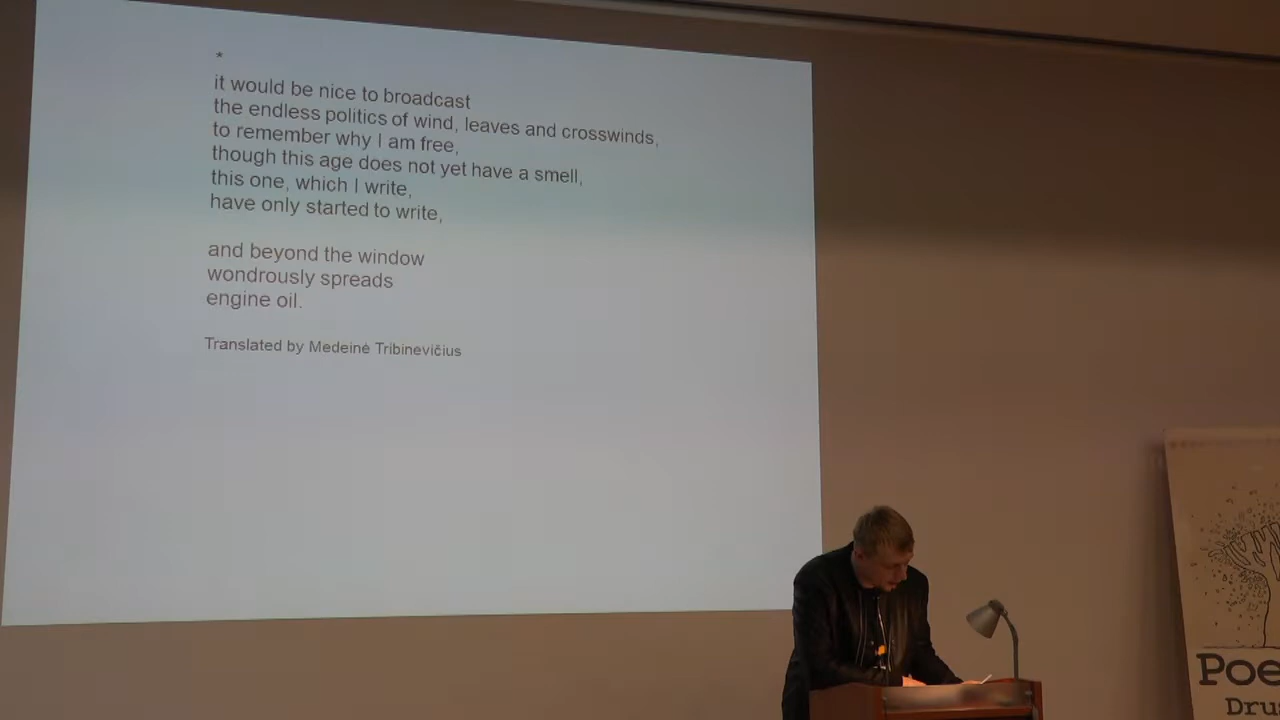 *
it would be nice to broadcast
the endless politics of wind, leaves and crosswinds,
to remember why I am free,
though this age does not yet have a smell,
this one, which I write,
have only started to write,
and beyond the window
wondrously spreads
engine oil.
Translated by Medeinė Tribinevičius
Poe
Dru